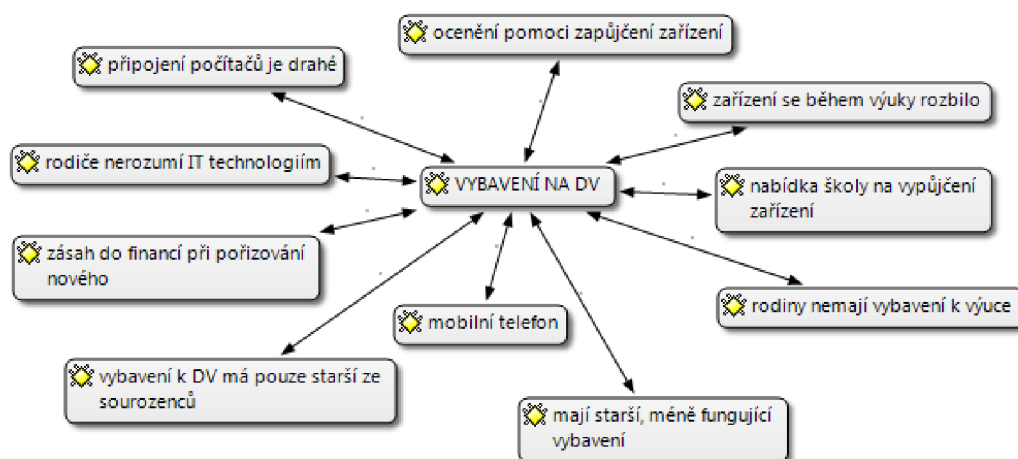 ocenění pomoci zapůjčení zařízení
připojení počítačů je drahé
zařízení se během výuky rozbilo
rodiče nerozumí IT technologiím
VYBAVENÍ NA DV
nabídka školy na vypůjčení
zařízení
zásah do financí při pořizování
nového
mobilní telefon
rodiny nemají vybavení k výuce
vybavení k DV má pouze starší ze
sourozenců
mají starší, méně fungující
vybavení